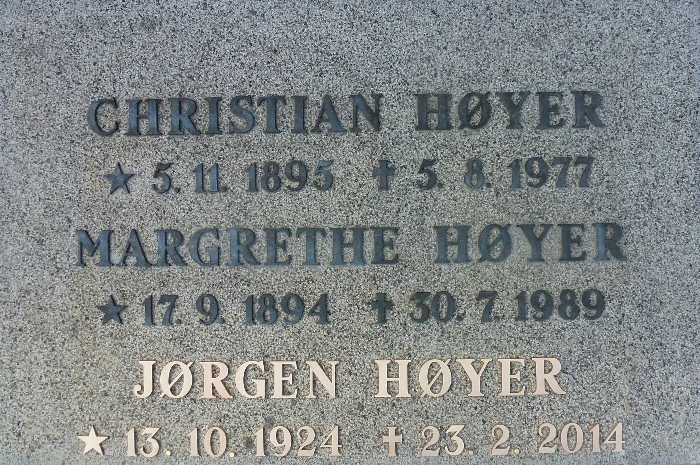 CHRISTIAN HØYER
★ 5. 11. 1895 ✝ 5. 8. 1977
MARGRETHE HØYER
★ 17. 9. 1894 ✝ 30. 7. 1989
JØRGEN HØYER
★ 13. 10. 1924 ✝ 23. 2. 2014